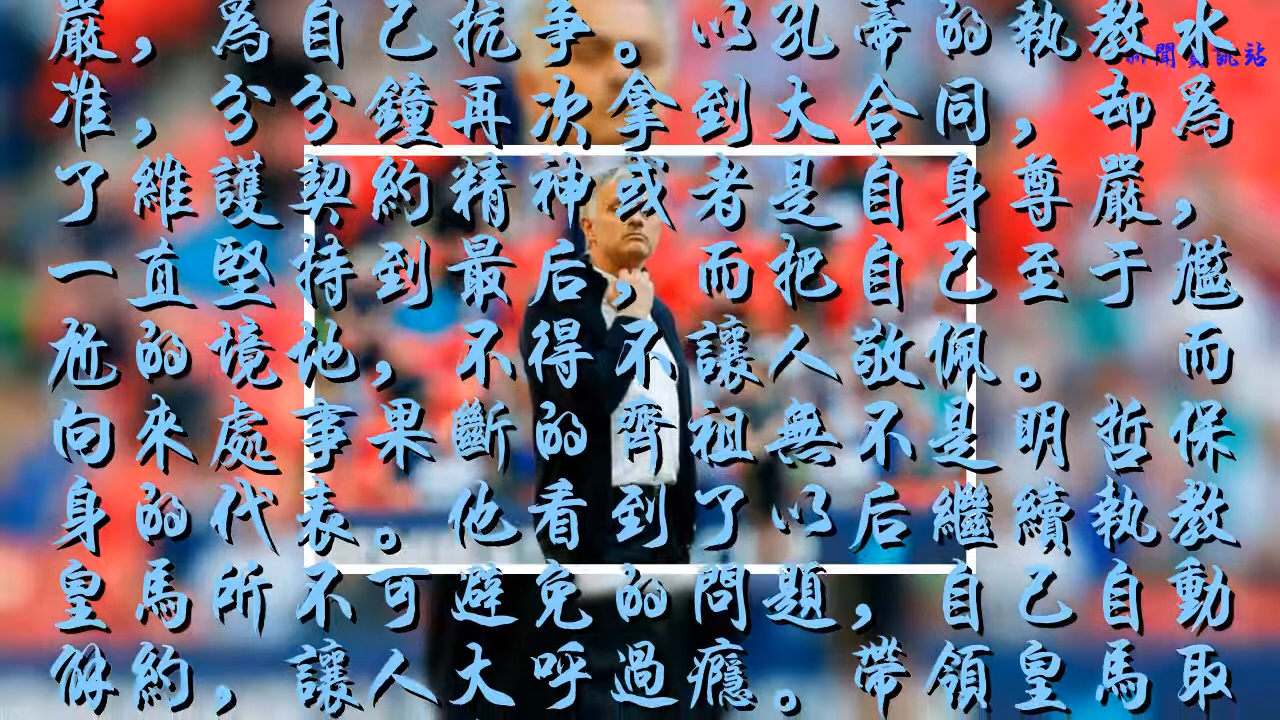 嚴，為自己抗爭。以孔蒂的執教水
新聞資訊站
准，分分鐘再次拿到大合同，却為
了維護契約精神或者是自身尊嚴，
一直堅持到最后，而把自己至于尷
尬的境地，不得不讓人敬佩。 而
向來處事果斷的齊祖無不是明哲保
身的代表。他看到了以后繼續執教
皇馬所不可避免的問題，自己自動
解約，讓人大呼過癮。帶領皇馬取